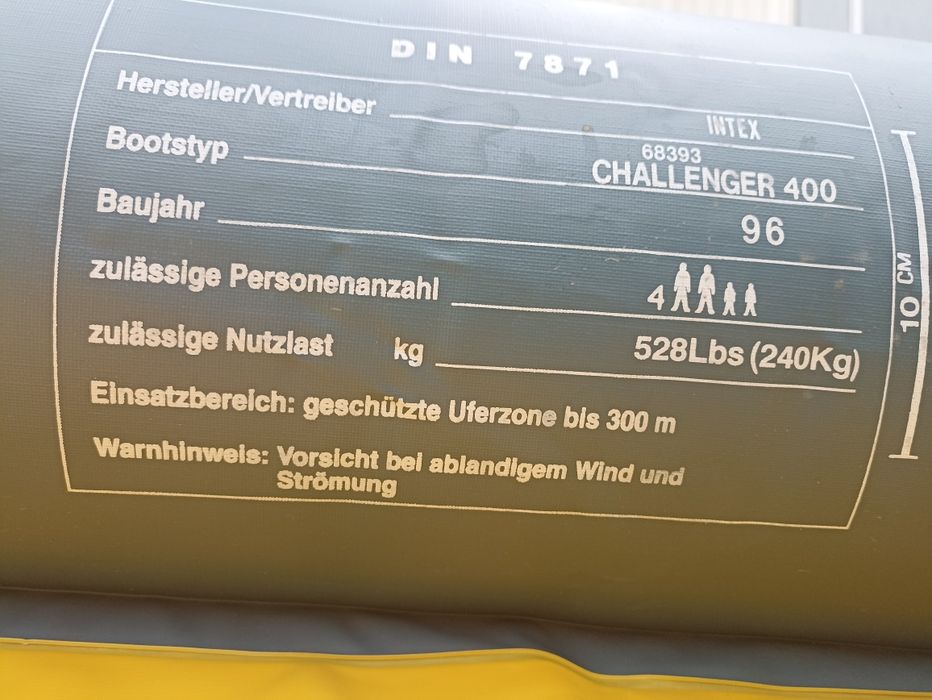 DIN 7871
Hersteller/Vertreiber INTEX
68393
Bootstyp CHALLENGER 400
Baujahr 96
zulässige Personenanzahl 4
zulässige Nutzlast kg 528Lbs (240Kg)
Einsatzbereich: geschützte Uferzone bis 300 m
Warnhinweis: Vorsicht bei ablandigem Wind und
Strömung
10 CM